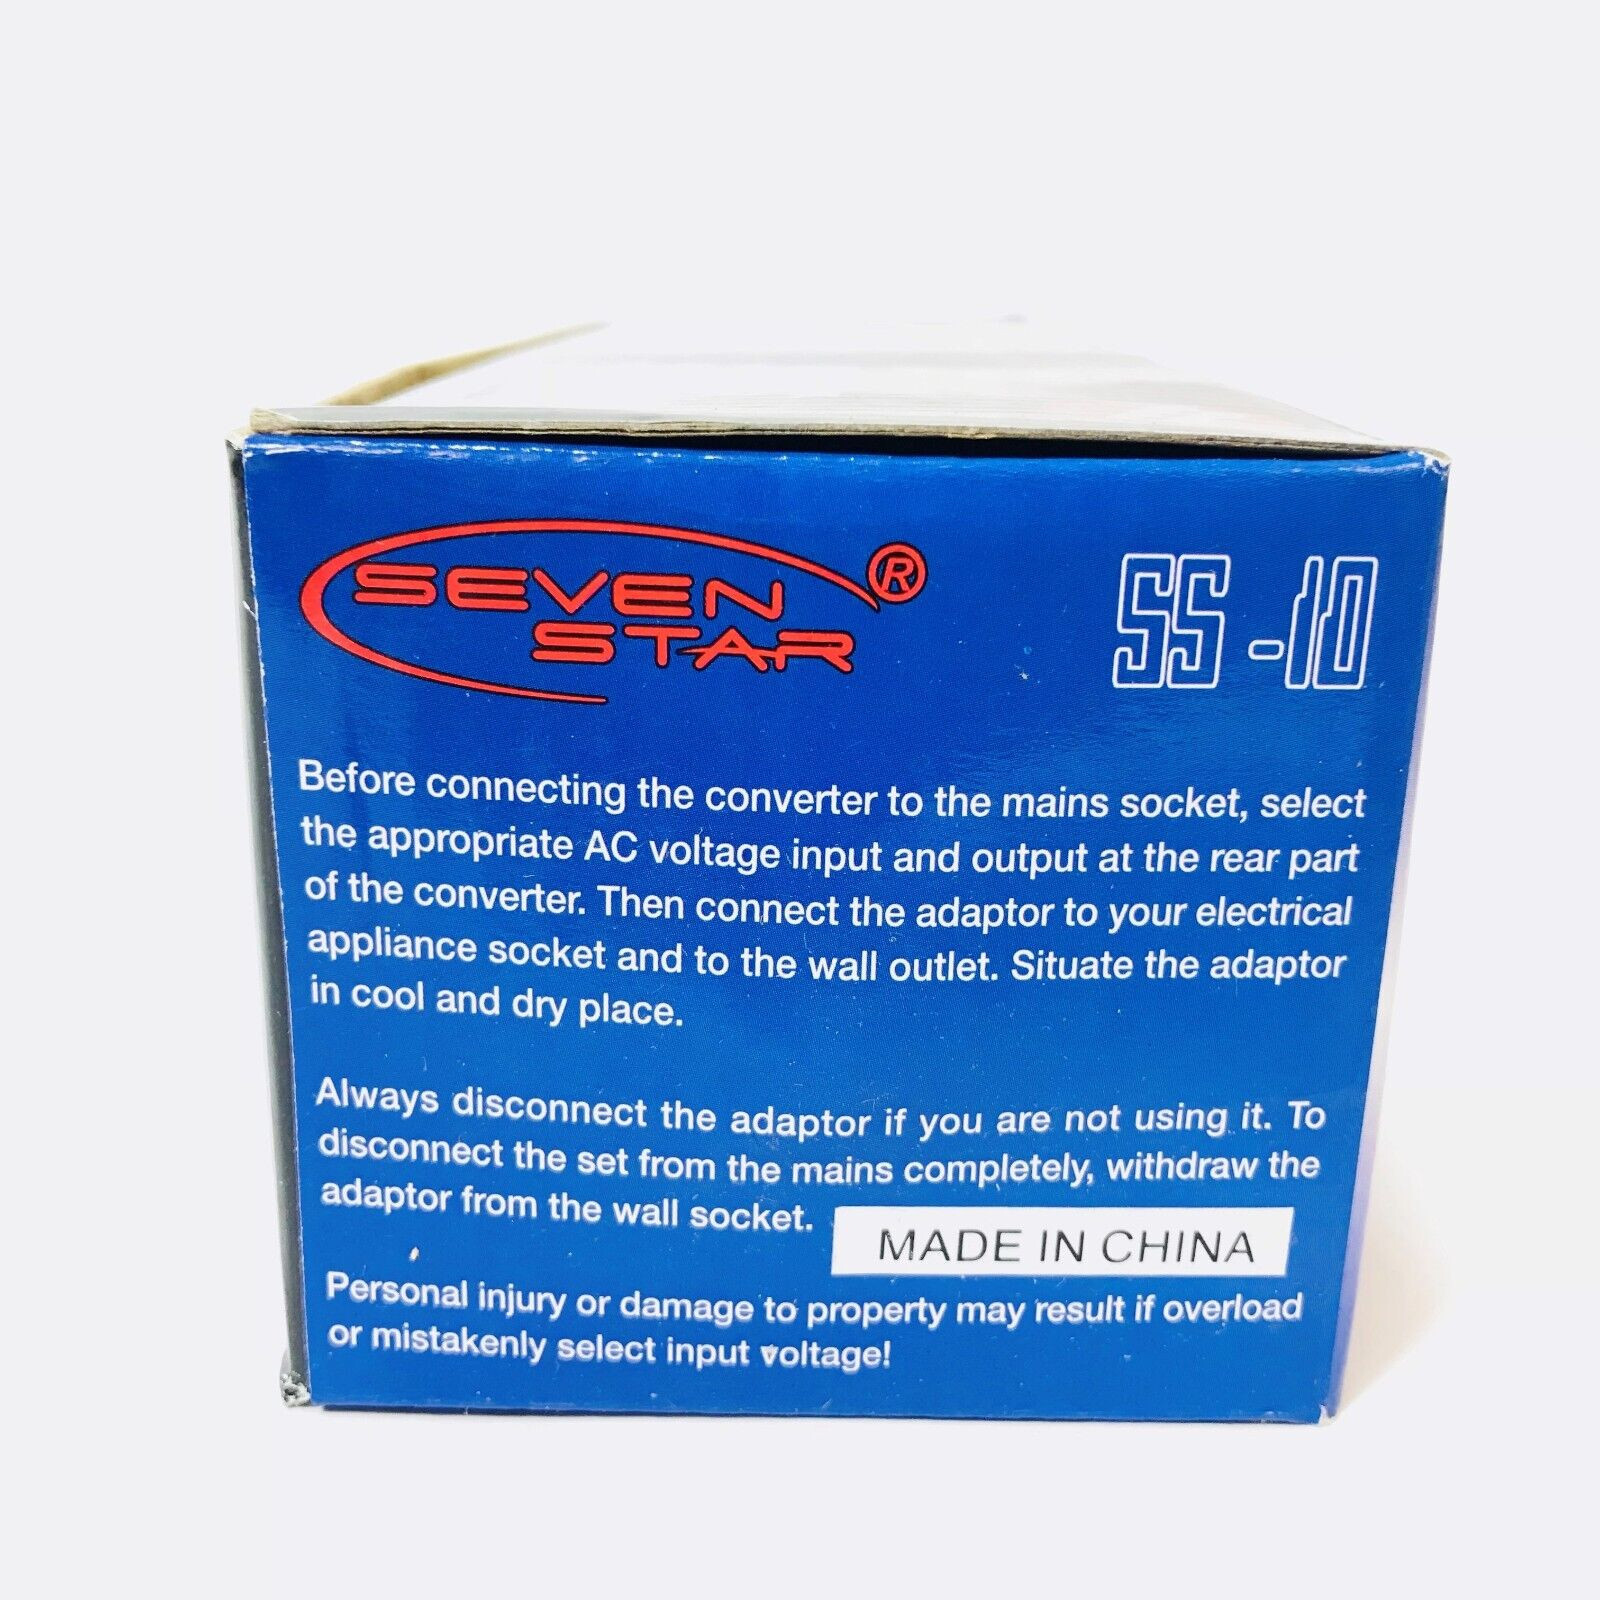 SEVEN
STAR®
SS-10
Before connecting the converter to the mains socket, select
the appropriate AC voltage input and output at the rear part
of the converter. Then connect the adaptor to your electrical
appliance socket and to the wall outlet. Situate the adaptor
in cool and dry place.
Always disconnect the adaptor if you are not using it. To
disconnect the set from the mains completely, withdraw the
adaptor from the wall socket.
MADE IN CHINA
Personal injury or damage to property may result if overload
or mistakenly select input voltage!